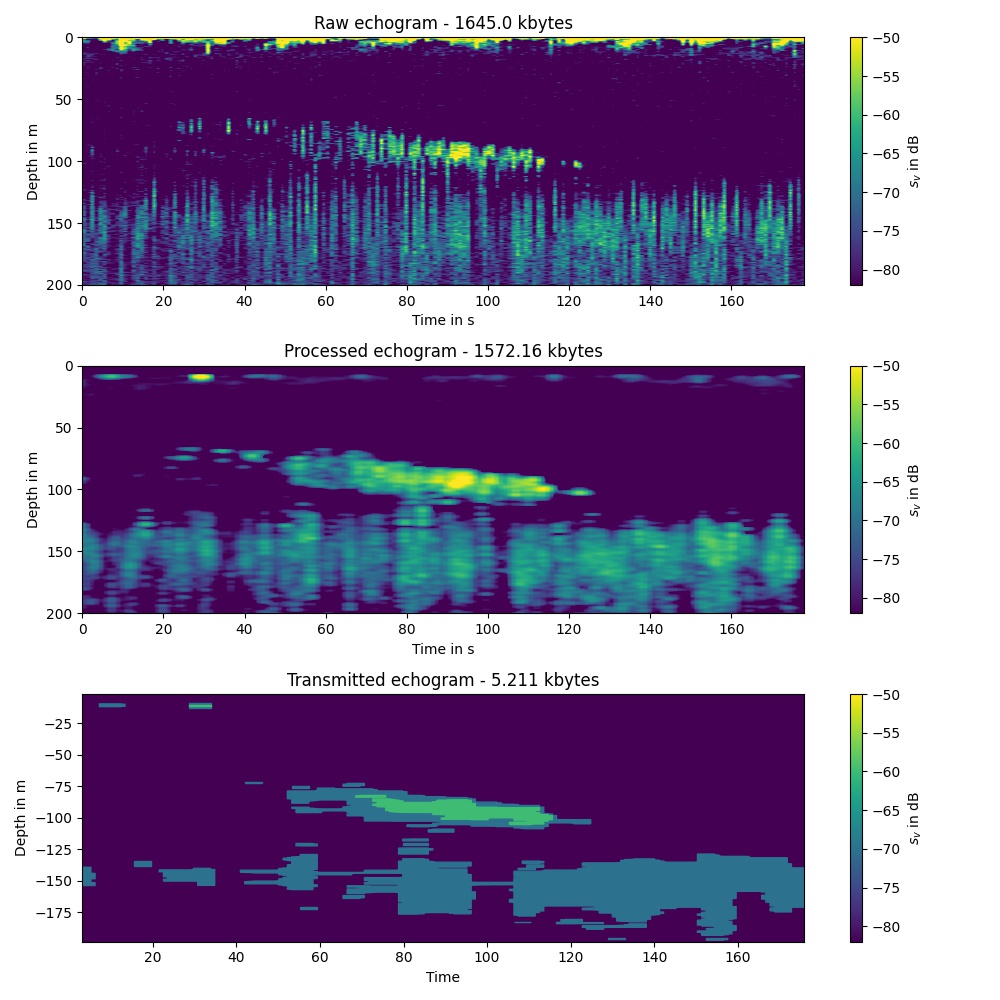 Raw echogram - 1645.0 kbytes
0
50
100
150
200
Depth in m
0 20 40 60 80 100 120 140 160
Time in s
−50
−55
−60
−65
−70
−75
−80
sv in dB
Processed echogram - 1572.16 kbytes
0
50
100
150
200
Depth in m
0 20 40 60 80 100 120 140 160
Time in s
−50
−55
−60
−65
−70
−75
−80
sv in dB
Transmitted echogram - 5.211 kbytes
−25
−50
−75
−100
−125
−150
−175
Depth in m
20 40 60 80 100 120 140 160
Time
−50
−55
−60
−65
−70
−75
−80
sv in dB